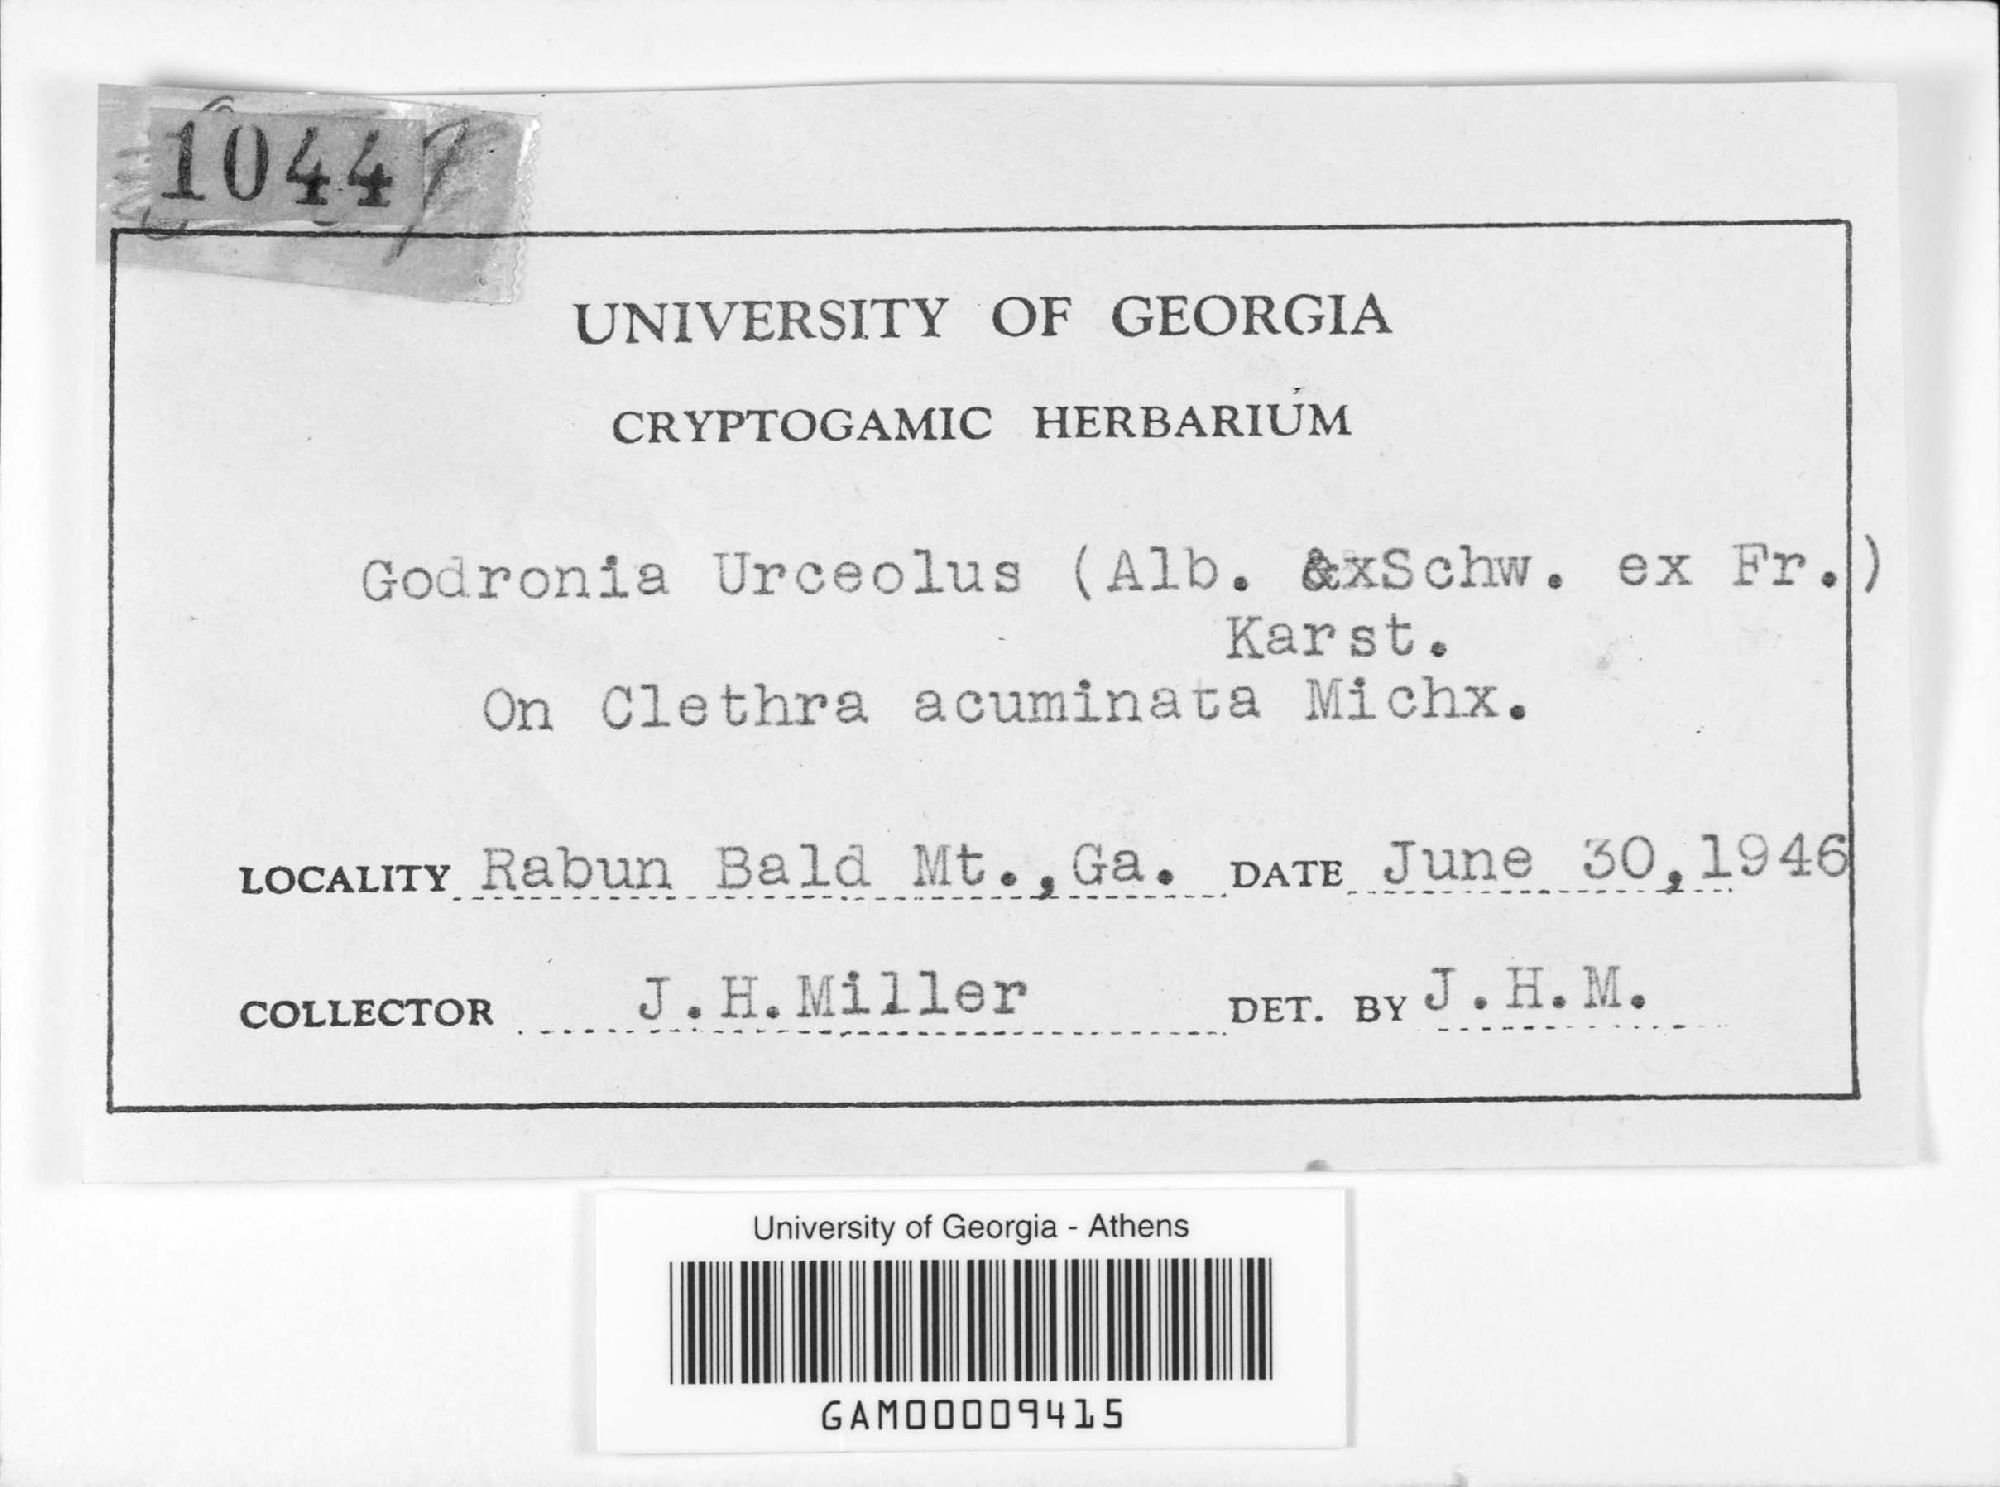 1044
UNIVERSITY OF GEORGIA
CRYPTOGAMIC HERBARIUM
Godronia Urceolus (Alb. &xSchw. ex Fr.)
Karst.
On Clethra acuminata Michx.
LOCALITY Rabun Bald Mt., Ga. DATE June 30, 1946
COLLECTOR J.H.Miller DET. BY J.H.M.
University of Georgia - Athens
GAM00009415